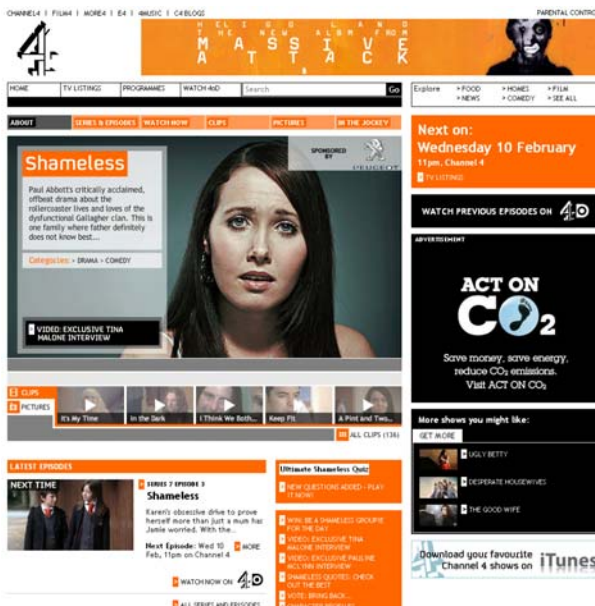 CHANNEL4 | FILM4 | MORE4 | E4 | 4MUSIC | C4 BLOGS
PARENTAL CONTRO
HELIGOLAND
THE NEW ALBUM FROM
MASSIVE
ATTACK
HOME TV LISTINGS PROGRAMMES WATCH 4oD Search Go
Explore > FOOD > HOMES > FILM
> NEWS > COMEDY > SEE ALL
ABOUT SERIES & EPISODES WATCH NOW CLIPS PICTURES IN THE JOCKEY
Shameless
Paul Abbott's critically acclaimed,
offbeat drama about the
rollercoaster lives and loves of the
dysfunctional Gallagher clan. This is
one family where father definitely
does not know best...
Categories: > DRAMA > COMEDY
VIDEO: EXCLUSIVE TINA
MALONE INTERVIEW
SPONSORED
BY
PEUGEOT
Next on:
Wednesday 10 February
11pm, Channel 4
TV LISTINGS
WATCH PREVIOUS EPISODES ON 4oD
ADVERTISEMENT
ACT ON
CO2
Save money, save energy,
reduce CO2 emissions.
Visit ACT ON CO2
CLIPS
PICTURES
It's My Time In the Dark I Think We Both... Keep Fit A Pint and Two...
ALL CLIPS (136)
More shows you might like:
GET MORE
UGLY BETTY
DESPERATE HOUSEWIVES
THE GOOD WIFE
Download your favourite
Channel 4 shows on iTunes
LATEST EPISODES
NEXT TIME
SERIES 7 EPISODE 3
Shameless
Karen's obsessive drive to prove
herself more than just a mum has
Jamie worried. With the...
Next Episode: Wed 10
Feb, 11pm on Channel 4
MORE
WATCH NOW ON 4oD
ALL SERIES AND EPISODES
Ultimate Shameless Quiz
NEW QUESTIONS ADDED - PLAY
IT NOW!
WIN: BE A SHAMELESS GROUPIE
FOR THE DAY
VIDEO: EXCLUSIVE TINA
MALONE INTERVIEW
VIDEO: EXCLUSIVE PAULINE
MCLYNN INTERVIEW
SHAMELESS QUOTES: CHECK
OUT THE BEST
VOTE: BRING BACK...